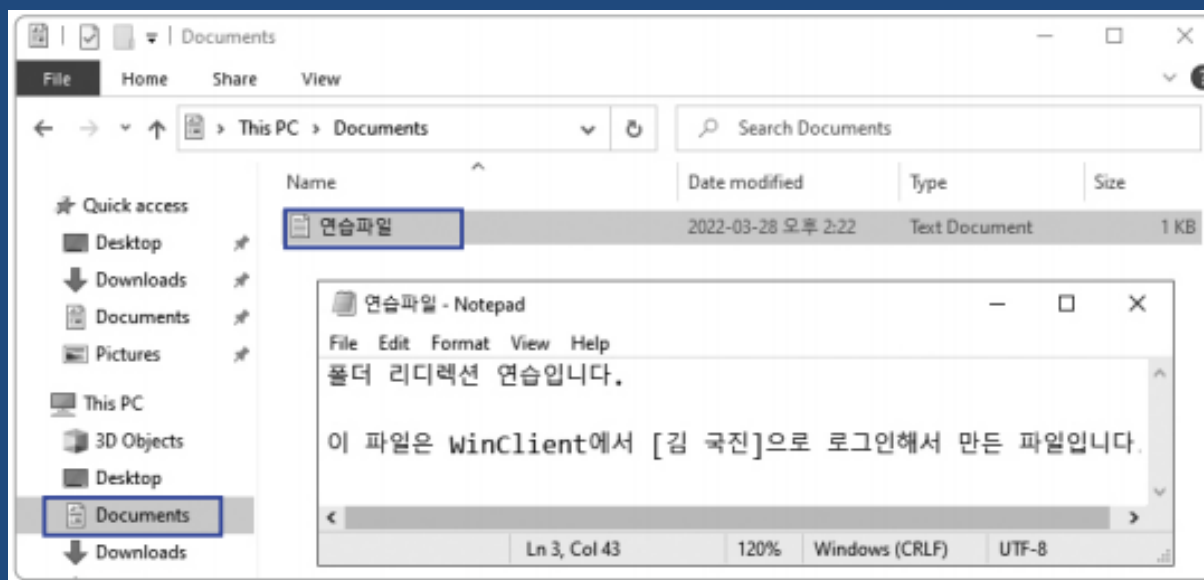 Documents
File Home Share View
This PC > Documents
Search Documents
Name Date modified Type Size
Quick access
연습파일 2022-03-28 오후 2:22 Text Document 1 KB
Desktop
Downloads
Documents
Pictures
This PC
3D Objects
Desktop
Documents
Downloads
연습파일 - Notepad
File Edit Format View Help
폴더 리디렉션 연습입니다.
이 파일은 WinClient에서 [김 국진]으로 로그인해서 만든 파일입니다.
Ln 3, Col 43 120% Windows (CRLF) UTF-8